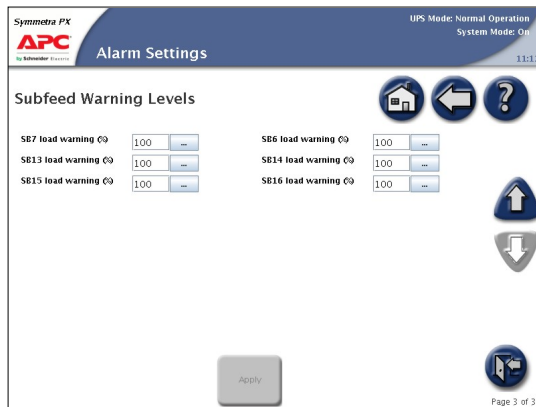 Symmetra PX
UPS Mode: Normal Operation
System Mode: On
APC
by Schneider Electric
Alarm Settings
Subfeed Warning Levels
?
SB7 load warning (%) 100 ...
SB6 load warning (%) 100 ...
SB13 load warning (%) 100 ...
SB14 load warning (%) 100 ...
SB15 load warning (%) 100 ...
SB16 load warning (%) 100 ...
Apply
Page 3 of 3